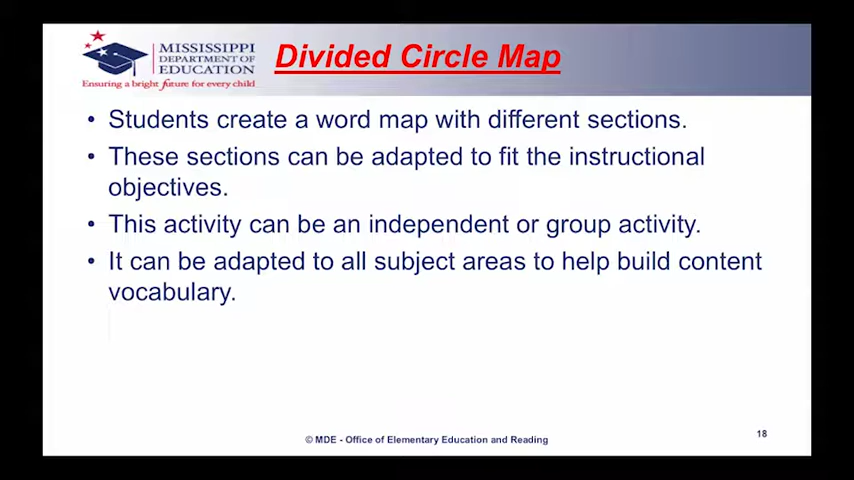 MISSISSIPPI
DEPARTMENT OF
EDUCATION
Ensuring a bright future for every child
Divided Circle Map
• Students create a word map with different sections.
• These sections can be adapted to fit the instructional
objectives.
• This activity can be an independent or group activity.
• It can be adapted to all subject areas to help build content
vocabulary.
© MDE - Office of Elementary Education and Reading
18